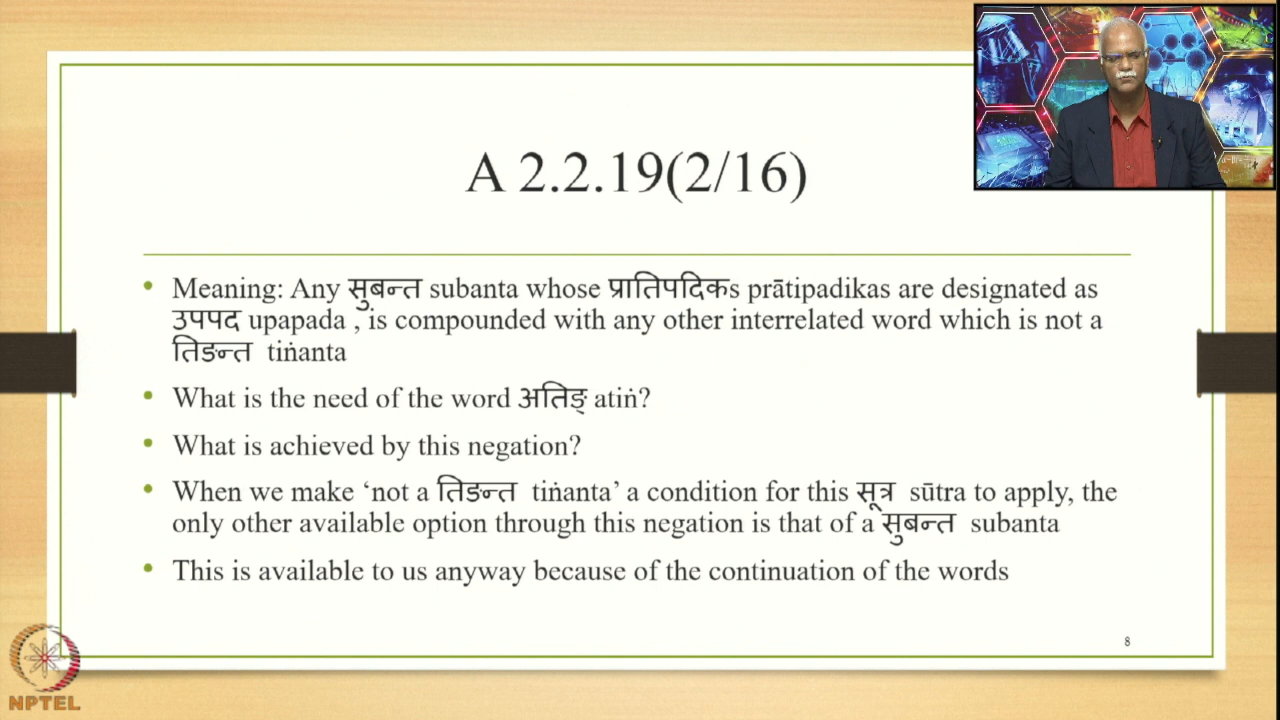 A 2.2.19(2/16)
• Meaning: Any सुबन्त subanta whose प्रातिपदिकs prātipadikas are designated as
उपपद upapada , is compounded with any other interrelated word which is not a
तिङन्त tiṅanta
• What is the need of the word अतिङ् atiṅ?
• What is achieved by this negation?
• When we make ‘not a तिङन्त tiṅanta’ a condition for this सूत्र sūtra to apply, the
only other available option through this negation is that of a सुबन्त subanta
• This is available to us anyway because of the continuation of the words
8
NPTEL